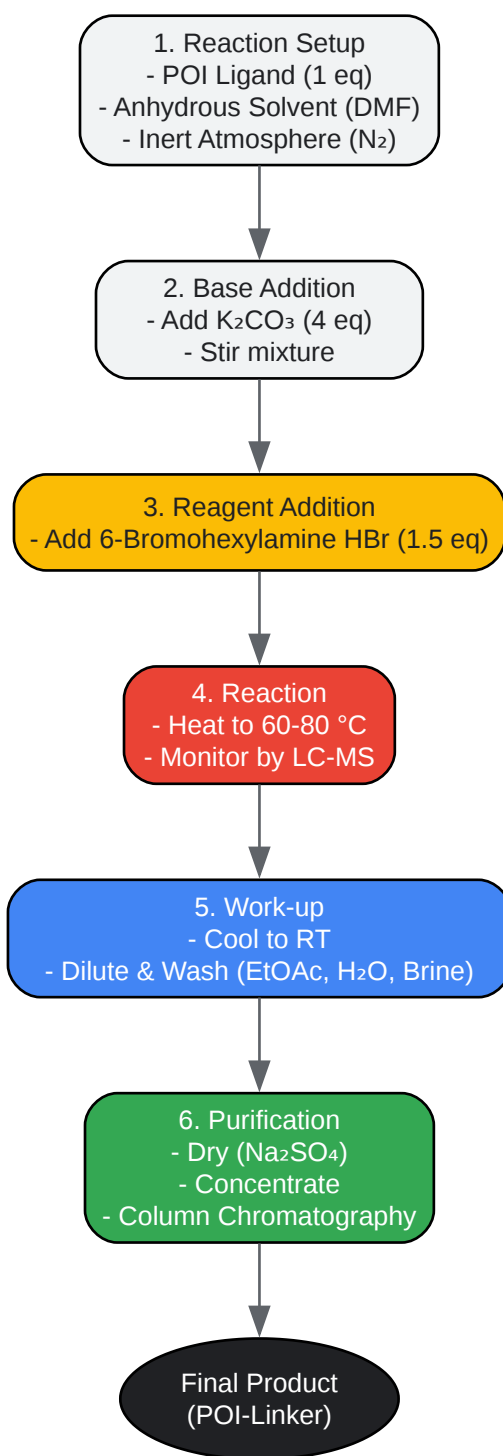 1. Reaction Setup
- POI Ligand (1 eq)
- Anhydrous Solvent (DMF)
- Inert Atmosphere (N₂)
2. Base Addition
- Add K₂CO₃ (4 eq)
- Stir mixture
3. Reagent Addition
- Add 6-Bromohexylamine HBr (1.5 eq)
4. Reaction
- Heat to 60-80 °C
- Monitor by LC-MS
5. Work-up
- Cool to RT
- Dilute & Wash (EtOAc, H₂O, Brine)
6. Purification
- Dry (Na₂SO₄)
- Concentrate
- Column Chromatography
Final Product
(POI-Linker)